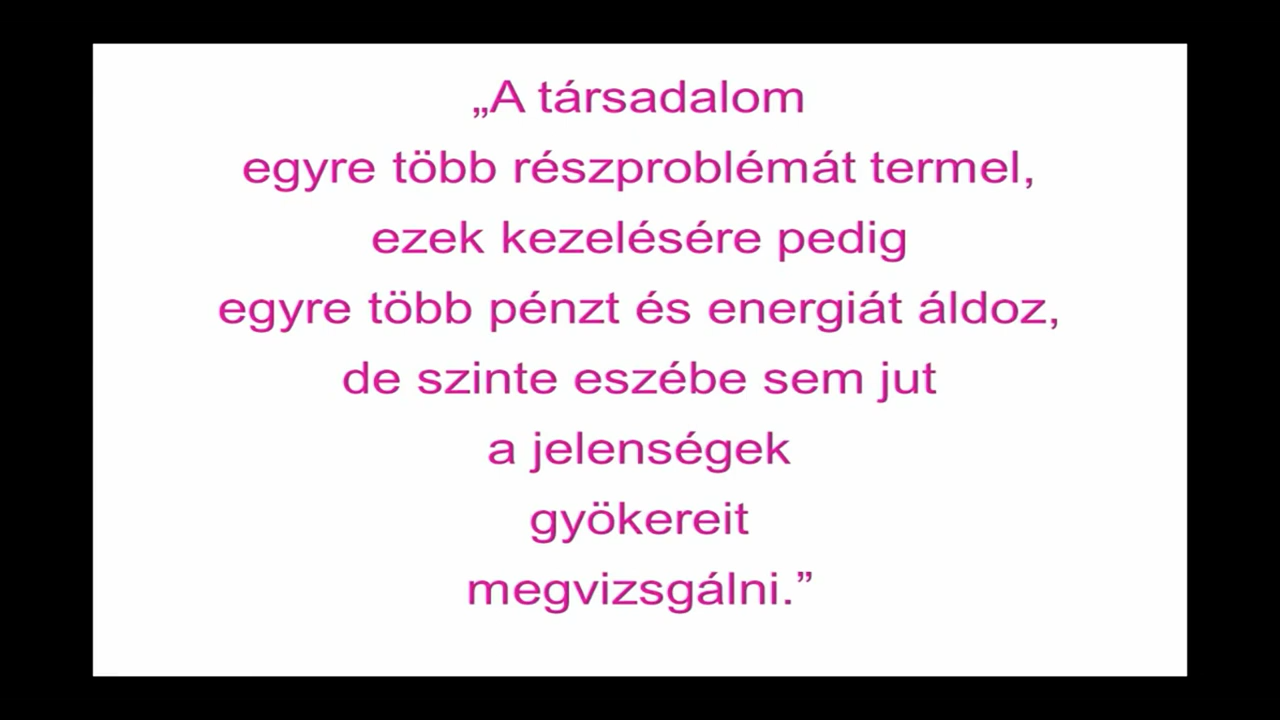 „A társadalom
egyre több részproblémát termel,
ezek kezelésére pedig
egyre több pénzt és energiát áldoz,
de szinte eszébe sem jut
a jelenségek
gyökereit
megvizsgálni.”